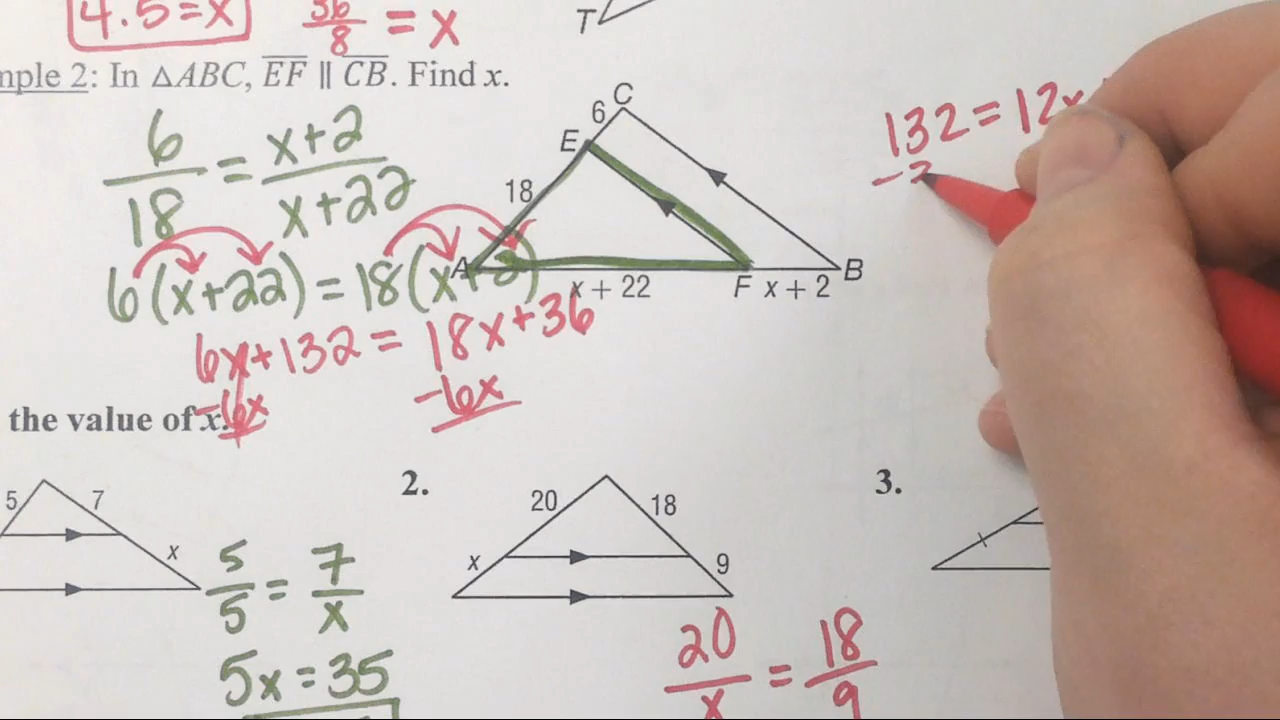 4.5=x 36/8 = x
T
mple 2: In △ABC, EF ∥ CB. Find x.
6/18 = x+2/x+22
C
6
E
18
A
x + 22
F
x + 2
B
132=12x
6(x+22) = 18(x+2)
6x+132 = 18x+36
-6x -6x
the value of x.
5 7
x
5/5 = 7/x
5x=35
2.
20 18
x 9
20/x = 18/9
3.